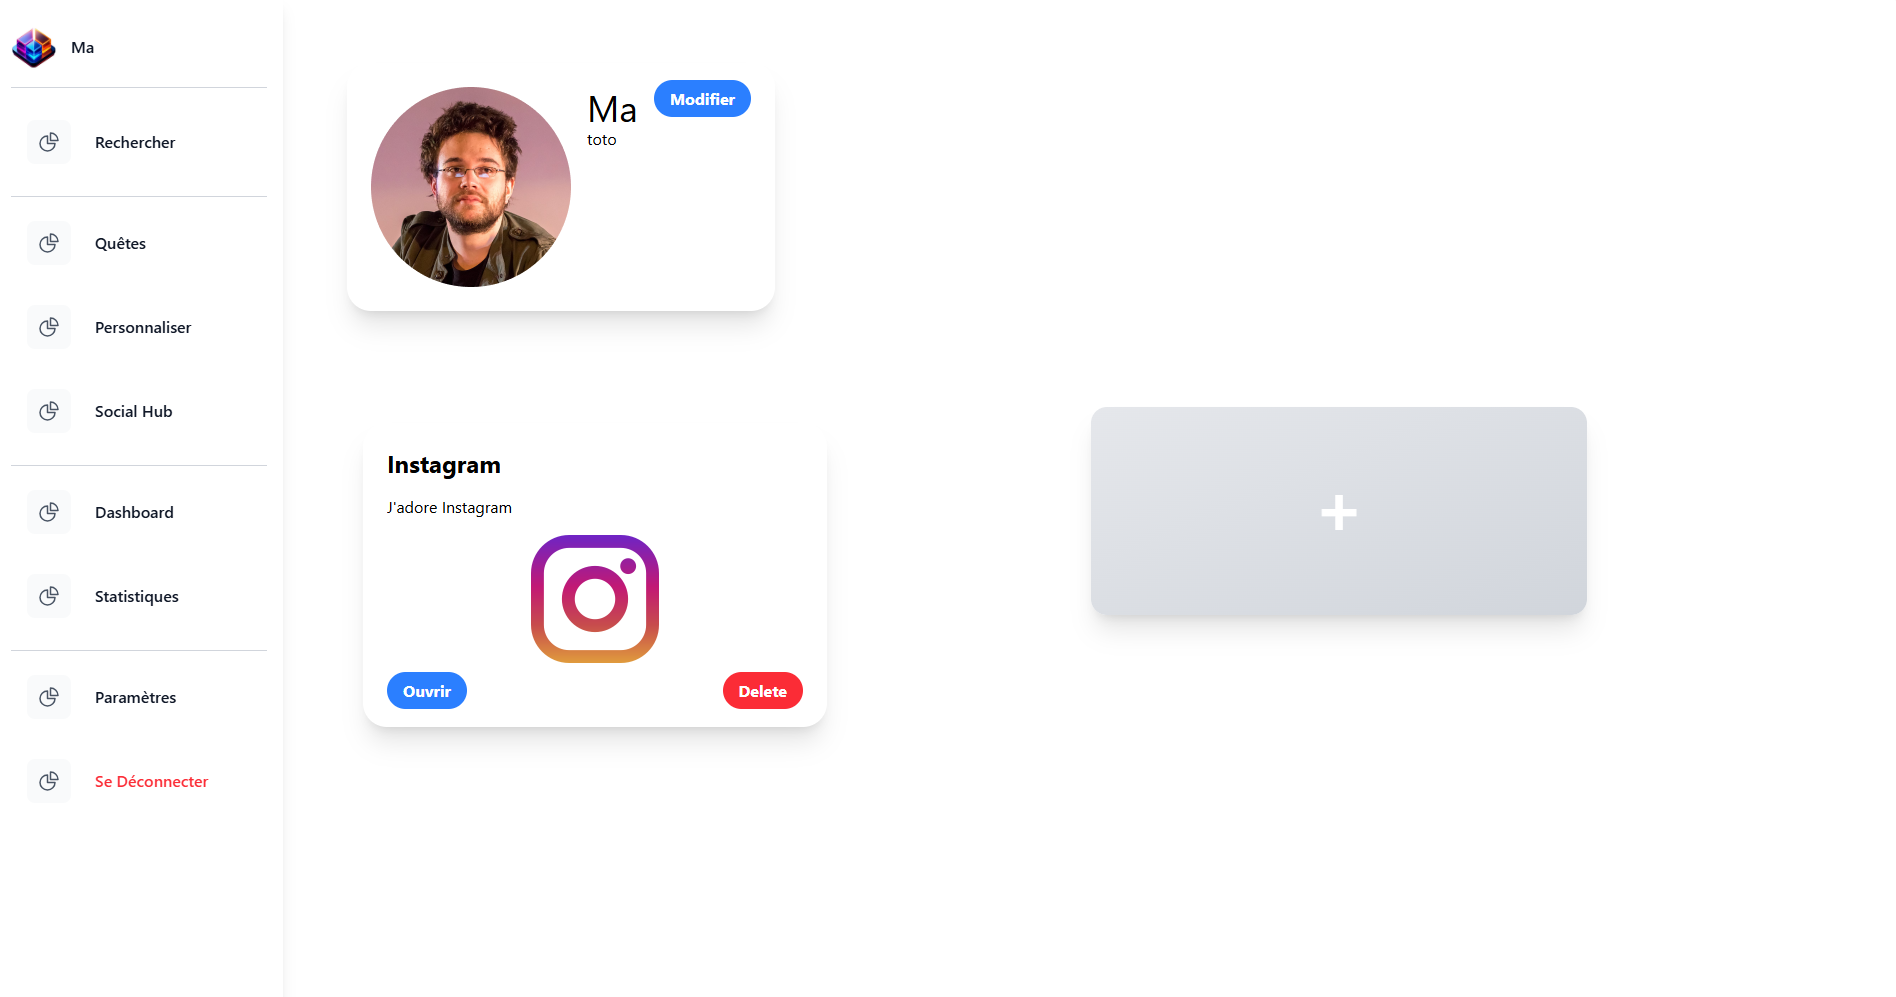 Ma
Rechercher
Quêtes
Personnaliser
Social Hub
Dashboard
Statistiques
Paramètres
Se Déconnecter
Ma
Modifier
toto
Instagram
J'adore Instagram
Ouvrir
Delete
+